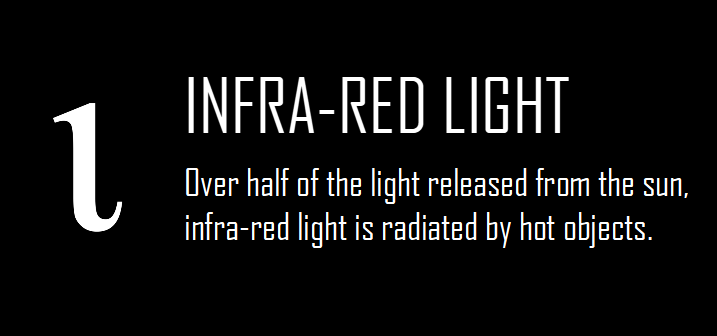 ι
INFRA-RED LIGHT
Over half of the light released from the sun,
infra-red light is radiated by hot objects.